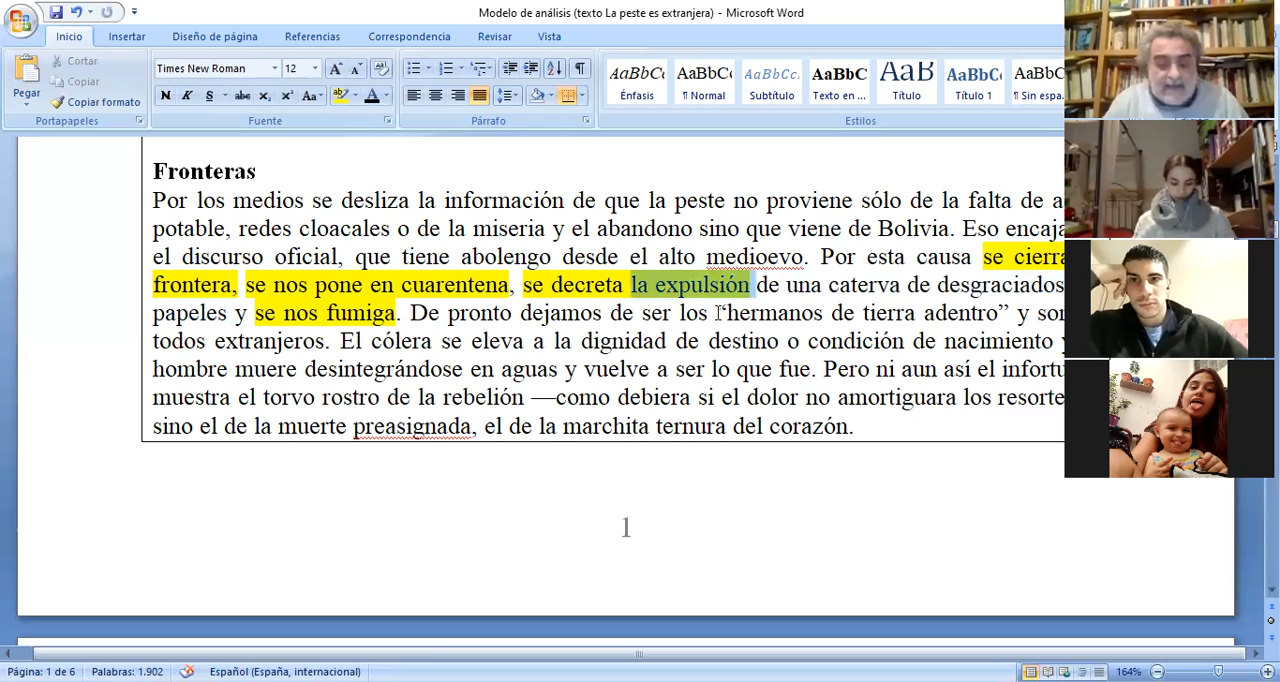 Modelo de análisis (texto La peste es extranjera) - Microsoft Word
Inicio Insertar Diseño de página Referencias Correspondencia Revisar Vista
Pegar
Cortar
Copiar
Copiar formato
Portapapeles
Times New Roman 12
N K S abc x₂ x² Aa ab A
Fuente
Párrafo
AaBbCc AaBbCc AaBbCc. AaBbC AaB AaBbC AaBbC
Énfasis ¶ Normal Subtítulo Texto en ... Título Título 1 ¶ Sin espa...
Estilos
Fronteras
Por los medios se desliza la información de que la peste no proviene sólo de la falta de a
potable, redes cloacales o de la miseria y el abandono sino que viene de Bolivia. Eso encaja
el discurso oficial, que tiene abolengo desde el alto medioevo. Por esta causa se cierra
frontera, se nos pone en cuarentena, se decreta la expulsión de una caterva de desgraciados
papeles y se nos fumiga. De pronto dejamos de ser los “hermanos de tierra adentro” y so
todos extranjeros. El cólera se eleva a la dignidad de destino o condición de nacimiento y
hombre muere desintegrándose en aguas y vuelve a ser lo que fue. Pero ni aun así el infortu
muestra el torvo rostro de la rebelión —como debiera si el dolor no amortiguara los resorte
sino el de la muerte preasignada, el de la marchita ternura del corazón.
1
Página: 1 de 6 Palabras: 1.902 Español (España, internacional) 164%